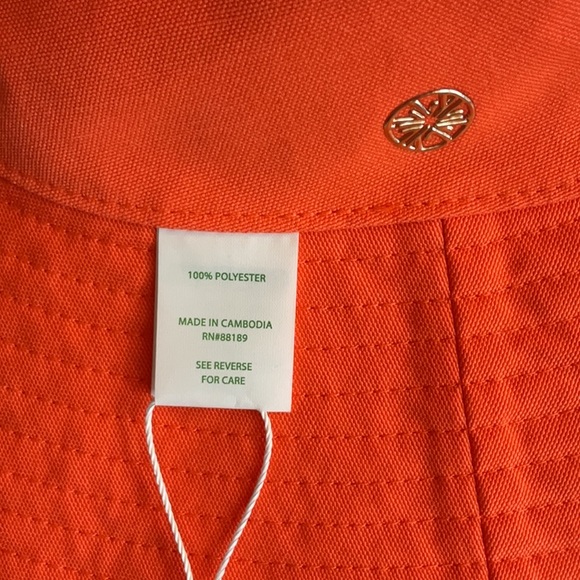 100% POLYESTER
MADE IN CAMBODIA
RN#88189
SEE REVERSE
FOR CARE